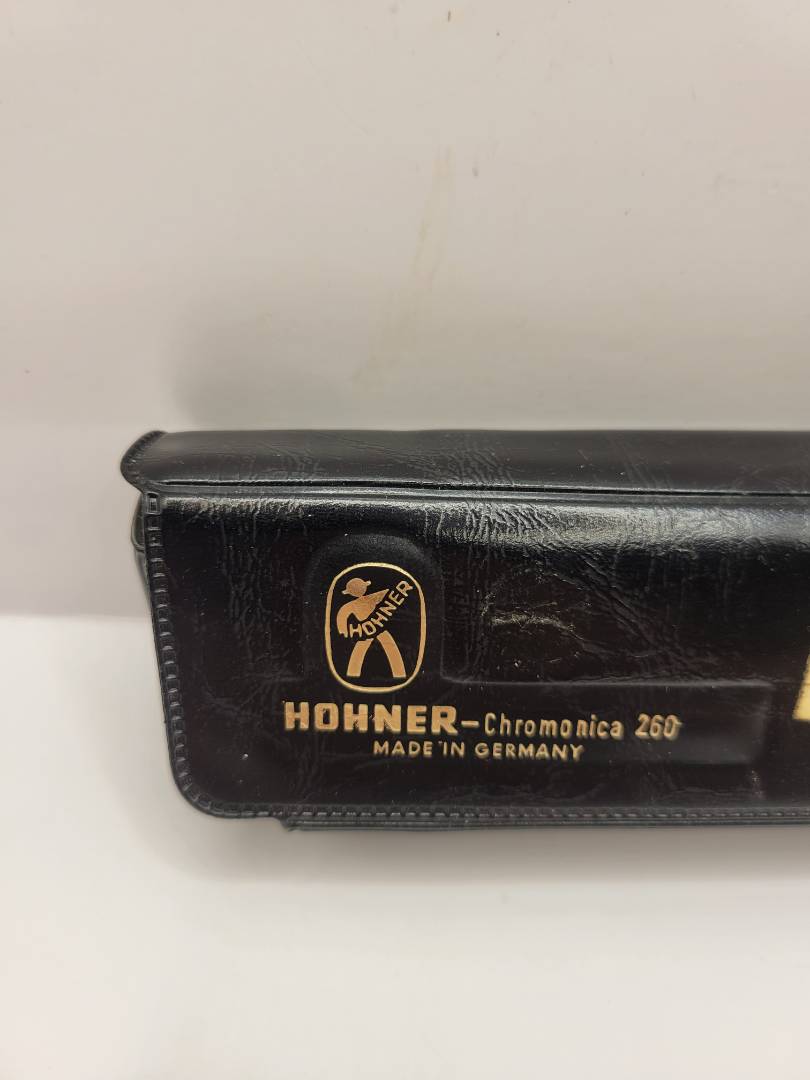 HOHNER
HOHNER-Chromonica 260
MADE IN GERMANY